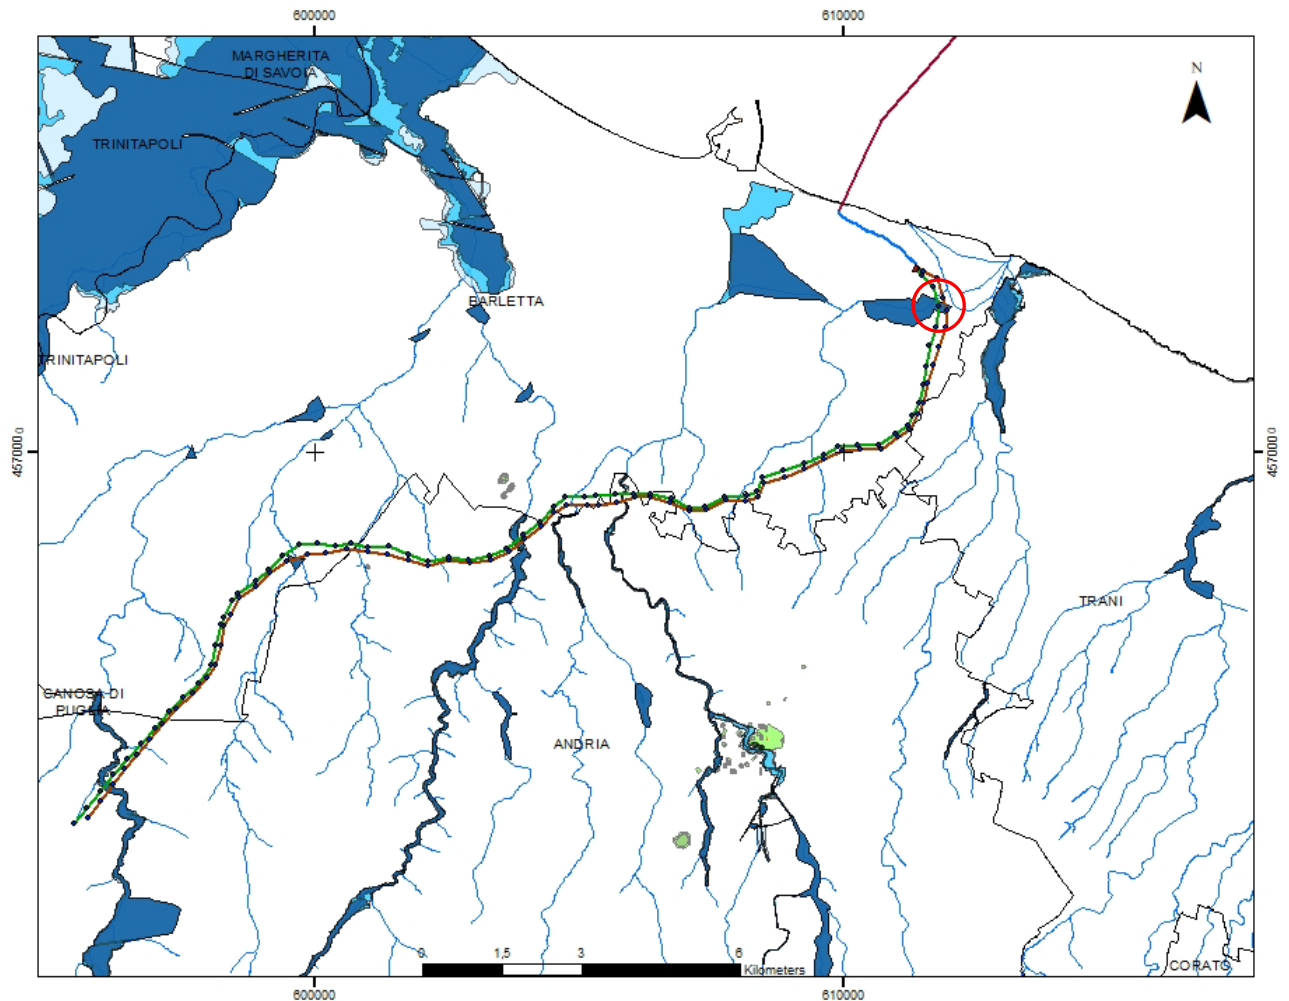 600000
610000
MARGHERITA
DI SAVOIA
N
TRINITAPOLI
BARLETTA
TRINITAPOLI
4570000
4570000
TRANI
CANOSA DI
PUGLIA
ANDRIA
0
1,5
3
6
Kilometers
CORATO
600000
610000